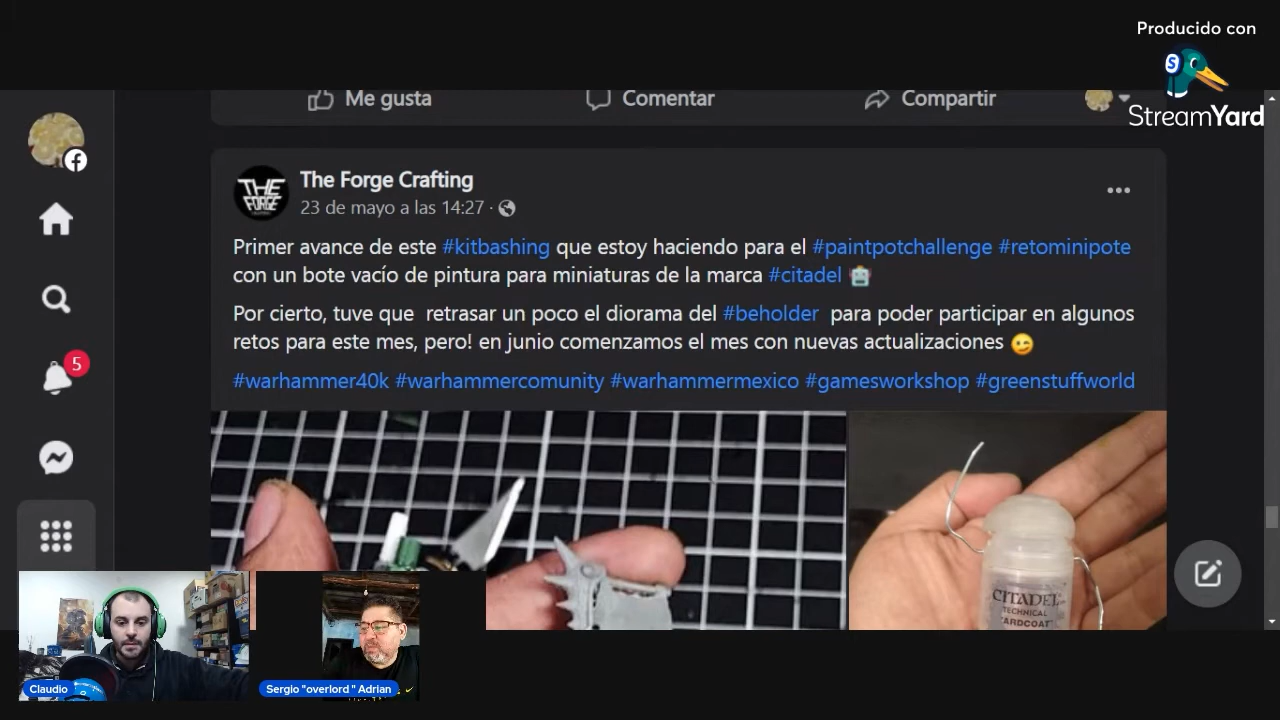 Producido con
StreamYard
Me gusta
Comentar
Compartir
THE
FORGE
The Forge Crafting
23 de mayo a las 14:27 ·
Primer avance de este #kitbashing que estoy haciendo para el #paintpotchallenge #retominipote
con un bote vacío de pintura para miniaturas de la marca #citadel
Por cierto, tuve que retrasar un poco el diorama del #beholder para poder participar en algunos
retos para este mes, pero! en junio comenzamos el mes con nuevas actualizaciones
#warhammer40k #warhammercomunity #warhammermexico #gamesworkshop #greenstuffworld
5
CITADEL
TECHNICAL
ARDCOAT
Claudio
Sergio "overlord " Adrian